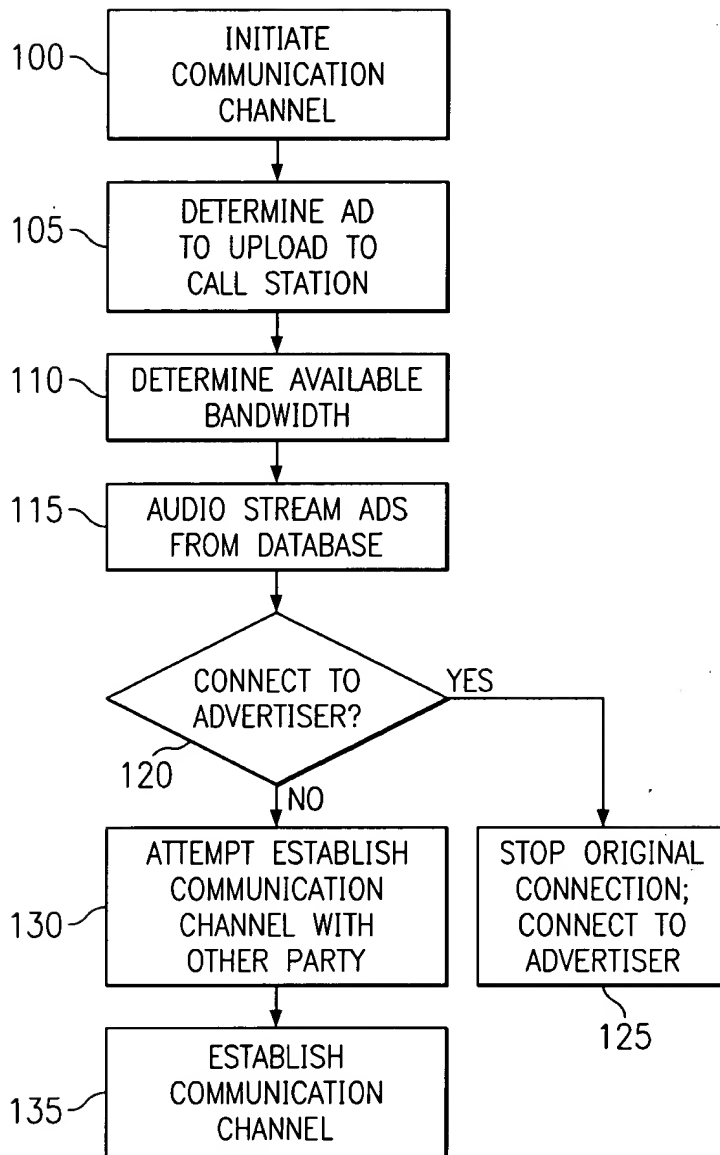 100
INITIATE
COMMUNICATION
CHANNEL
105
DETERMINE AD
TO UPLOAD TO
CALL STATION
110
DETERMINE AVAILABLE
BANDWIDTH
115
AUDIO STREAM ADS
FROM DATABASE
CONNECT TO
ADVERTISER?
YES
120
NO
130
ATTEMPT ESTABLISH
COMMUNICATION
CHANNEL WITH
OTHER PARTY
STOP ORIGINAL
CONNECTION;
CONNECT TO
ADVERTISER
125
135
ESTABLISH
COMMUNICATION
CHANNEL